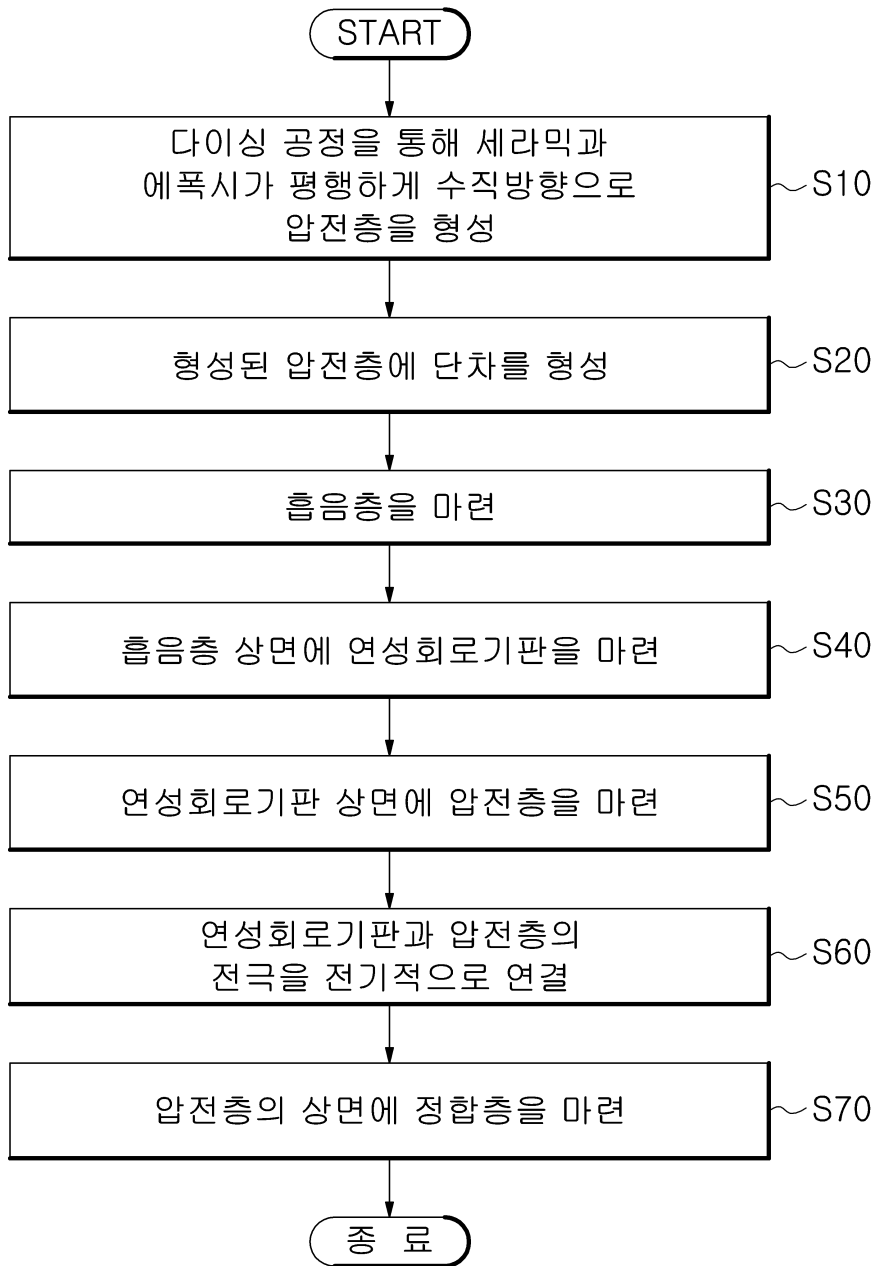 START
다이싱 공정을 통해 세라믹과
에폭시가 평행하게 수직방향으로
압전층을 형성
S10
형성된 압전층에 단차를 형성
S20
흡음층을 마련
S30
흡음층 상면에 연성회로기판을 마련
S40
연성회로기판 상면에 압전층을 마련
S50
연성회로기판과 압전층의
전극을 전기적으로 연결
S60
압전층의 상면에 정합층을 마련
S70
종 료